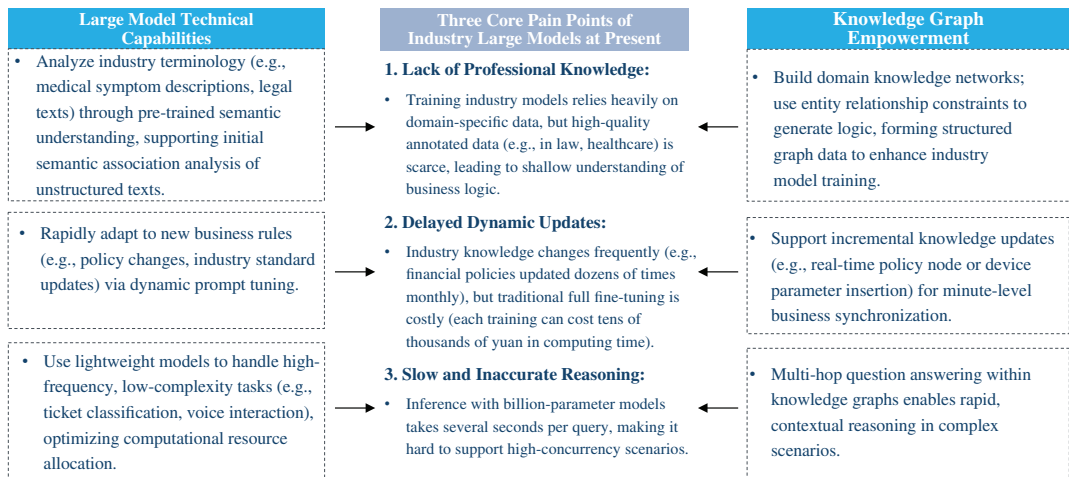 Large Model Technical
Capabilities
• Analyze industry terminology (e.g.,
medical symptom descriptions, legal
texts) through pre-trained semantic
understanding, supporting initial
semantic association analysis of
unstructured texts.
• Rapidly adapt to new business rules
(e.g., policy changes, industry standard
updates) via dynamic prompt tuning.
• Use lightweight models to handle high-
frequency, low-complexity tasks (e.g.,
ticket classification, voice interaction),
optimizing computational resource
allocation.
Three Core Pain Points of
Industry Large Models at Present
1. Lack of Professional Knowledge:
• Training industry models relies heavily on
domain-specific data, but high-quality
annotated data (e.g., in law, healthcare) is
scarce, leading to shallow understanding of
business logic.
2. Delayed Dynamic Updates:
• Industry knowledge changes frequently (e.g.,
financial policies updated dozens of times
monthly), but traditional full fine-tuning is
costly (each training can cost tens of
thousands of yuan in computing time).
3. Slow and Inaccurate Reasoning:
• Inference with billion-parameter models
takes several seconds per query, making it
hard to support high-concurrency scenarios.
Knowledge Graph
Empowerment
• Build domain knowledge networks;
use entity relationship constraints to
generate logic, forming structured
graph data to enhance industry
model training.
• Support incremental knowledge updates
(e.g., real-time policy node or device
parameter insertion) for minute-level
business synchronization.
• Multi-hop question answering within
knowledge graphs enables rapid,
contextual reasoning in complex
scenarios.